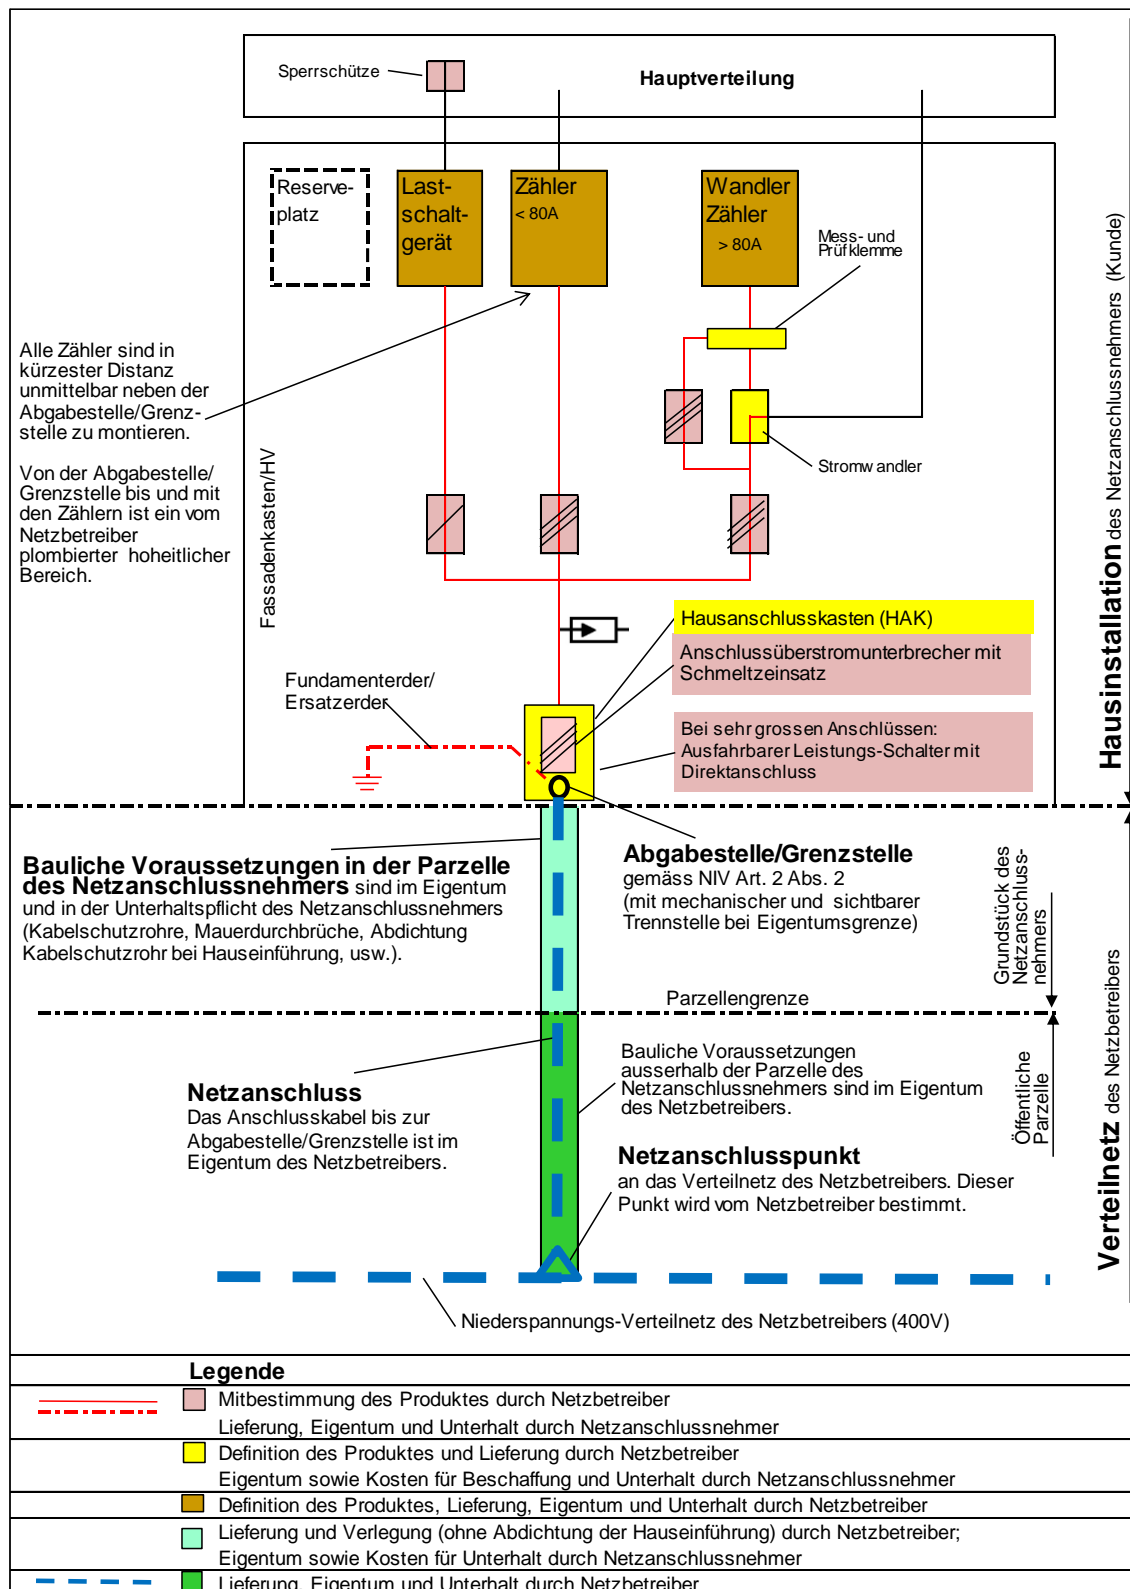 Sperrschütze
Hauptverteilung
Reserve-
platz
Last-
schalt-
gerät
Zähler
< 80A
Wandler
Zähler
> 80A
Mess- und
Prüfklemme
Alle Zähler sind in
kürzester Distanz
unmittelbar neben der
Abgabestelle/Grenz-
stelle zu montieren.
Von der Abgabestelle/
Grenzstelle bis und mit
den Zählern ist ein vom
Netzbetreiber
plombierter hoheitlicher
Bereich.
Stromwandler
Fassadenkasten/HV
Hausinstallation des Netzanschlussnehmers (Kunde)
Hausanschlusskasten (HAK)
Anschlussüberstromunterbrecher mit
Schmeltzeinsatz
Fundamenterder/
Ersatzerder
Bei sehr grossen Anschlüssen:
Ausfahrbarer Leistungs-Schalter mit
Direktanschluss
Bauliche Voraussetzungen in der Parzelle
des Netzanschlussnehmers sind im Eigentum
und in der Unterhaltspflicht des Netzanschlussnehmers
(Kabelschutzrohre, Mauerdurchbrüche, Abdichtung
Kabelschutzrohr bei Hauseinführung, usw.).
Abgabestelle/Grenzstelle
gemäss NIV Art. 2 Abs. 2
(mit mechanischer und sichtbarer
Trennstelle bei Eigentumsgrenze)
Grundstück des
Netzanschluss-
nehmers
Parzellengrenze
Netzanschluss
Das Anschlusskabel bis zur
Abgabestelle/Grenzstelle ist im
Eigentum des Netzbetreibers.
Bauliche Voraussetzungen
ausserhalb der Parzelle des
Netzanschlussnehmers sind im Eigentum
des Netzbetreibers.
Öffentliche
Parzelle
Verteilnetz des Netzbetreibers
Netzanschlusspunkt
an das Verteilnetz des Netzbetreibers. Dieser
Punkt wird vom Netzbetreiber bestimmt.
Niederspannungs-Verteilnetz des Netzbetreibers (400V)
Legende
Mitbestimmung des Produktes durch Netzbetreiber
Lieferung, Eigentum und Unterhalt durch Netzanschlussnehmer
Definition des Produktes und Lieferung durch Netzbetreiber
Eigentum sowie Kosten für Beschaffung und Unterhalt durch Netzanschlussnehmer
Definition des Produktes, Lieferung, Eigentum und Unterhalt durch Netzbetreiber
Lieferung und Verlegung (ohne Abdichtung der Hauseinführung) durch Netzbetreiber;
Eigentum sowie Kosten für Unterhalt durch Netzanschlussnehmer
Lieferung, Eigentum und Unterhalt durch Netzbetreiber